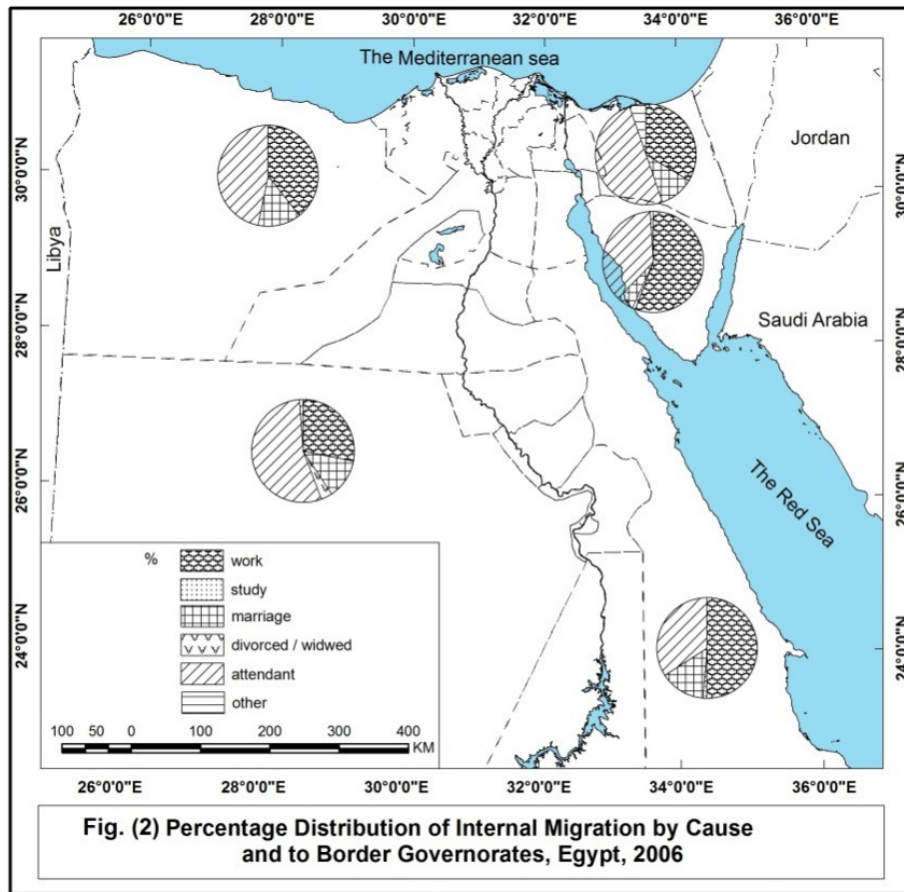 26°0'0"E 28°0'0"E 30°0'0"E 32°0'0"E 34°0'0"E 36°0'0"E
The Mediterranean sea
Jordan
30°0'0"N
30°0'0"N
Libya
28°0'0"N
Saudi Arabia
28°0'0"N
26°0'0"N
The Red Sea
26°0'0"N
% work
study
marriage
divorced / widwed
attendant
other
24°0'0"N
24°0'0"N
100 50 0 100 200 300 400
KM
26°0'0"E 28°0'0"E 30°0'0"E 32°0'0"E 34°0'0"E 36°0'0"E
Fig. (2) Percentage Distribution of Internal Migration by Cause
and to Border Governorates, Egypt, 2006